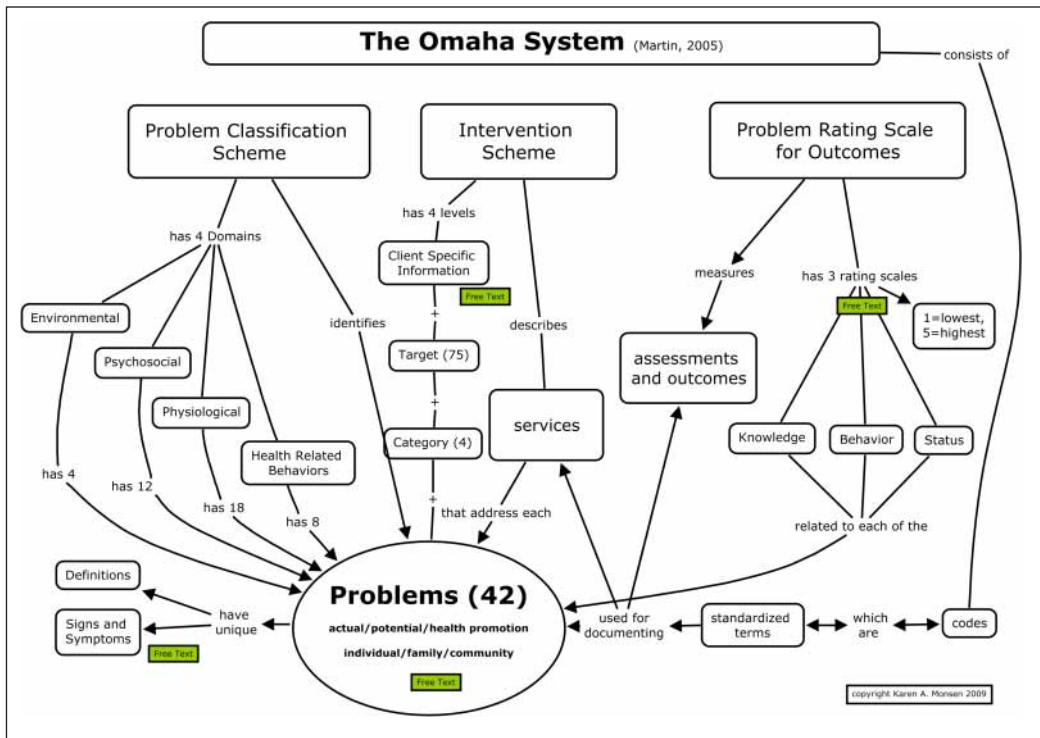 The Omaha System (Martin, 2005)
consists of
Problem Classification
Scheme
Intervention
Scheme
Problem Rating Scale
for Outcomes
has 4 Domains
has 4 levels
Client Specific
Information
Free Text
measures
has 3 rating scales
Free Text
1=lowest,
5=highest
Environmental
identifies
+
describes
Psychosocial
Target (75)
assessments
and outcomes
Physiological
+
services
Category (4)
Knowledge
Behavior
Status
Health Related
Behaviors
has 4
has 12
has 18
has 8
+
that address each
related to each of the
Definitions
Signs and
Symptoms
Free Text
have
unique
Problems (42)
actual/potential/health promotion
individual/family/community
Free Text
used for
documenting
standardized
terms
which
are
codes
copyright Karen A. Monsen 2009